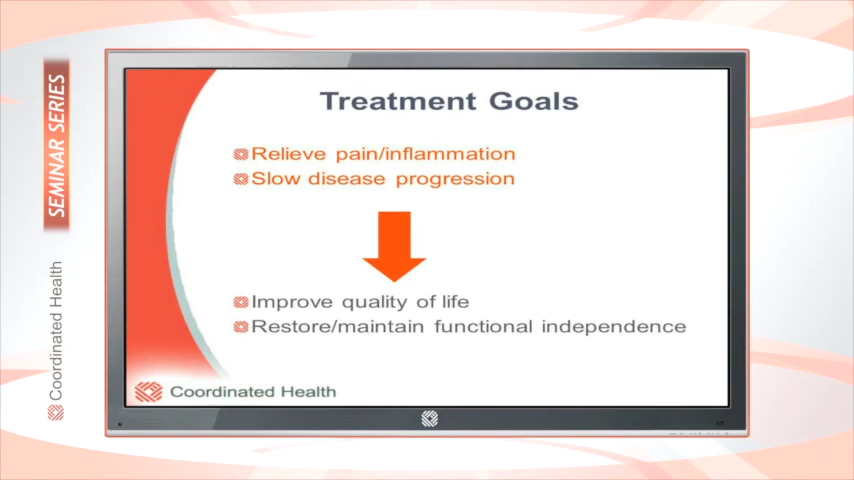 SEMINAR SERIES
Coordinated Health
Treatment Goals
Relieve pain/inflammation
Slow disease progression
Improve quality of life
Restore/maintain functional independence
Coordinated Health